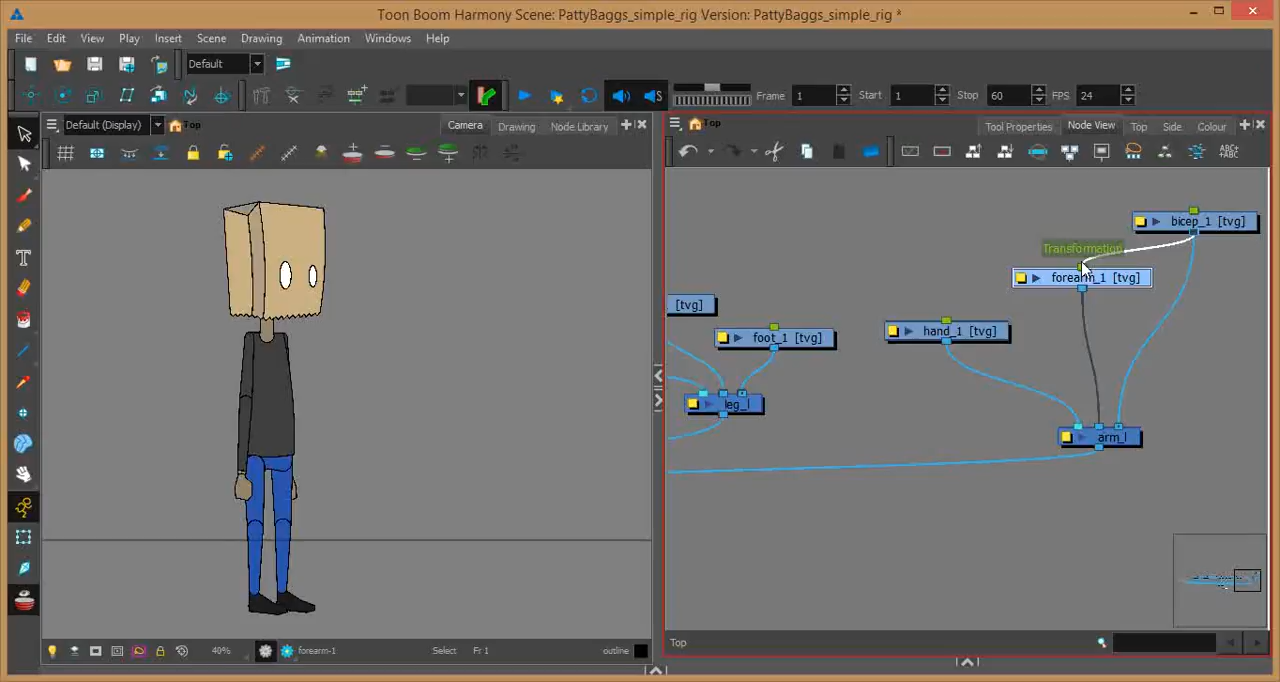 Toon Boom Harmony Scene: PattyBaggs_simple_rig Version: PattyBaggs_simple_rig *
File Edit View Play Insert Scene Drawing Animation Windows Help
Default
Frame 1 Start 1 Stop 60 FPS 24
Default (Display) Top Camera Drawing Node Library
Top Tool Properties Node View Top Side Colour
ABC+
+ABC
bicep_1 [tvg]
Transformation
forearm_1 [tvg]
[tvg]
foot_1 [tvg]
hand_1 [tvg]
leg_l
arm_l
T
Top
40% forearm-1 Select Fr 1 outline